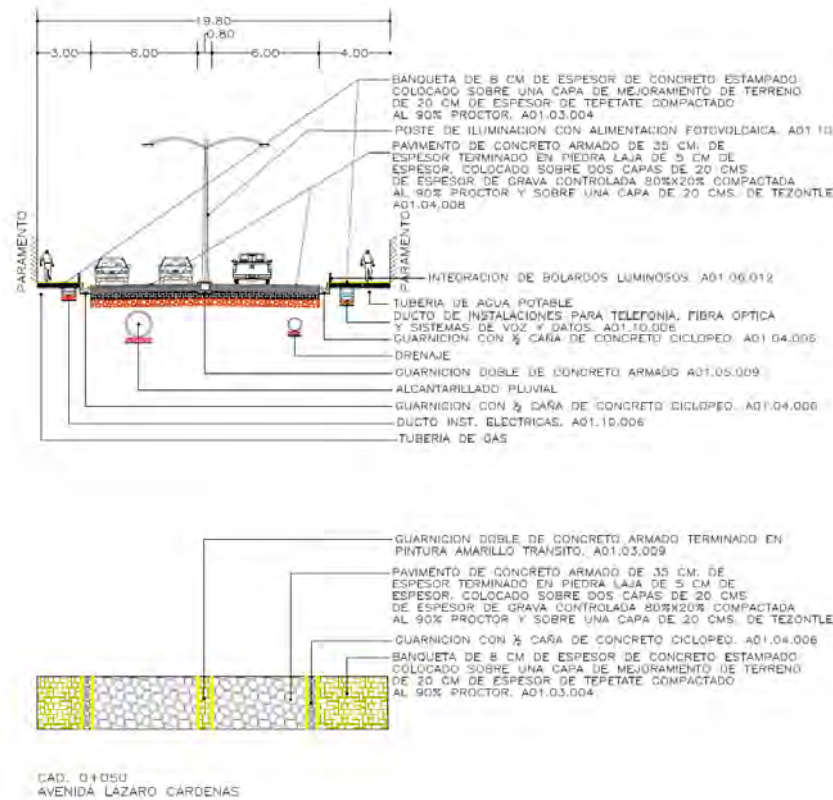 19.80
0.80
3.00
6.00
6.00
4.00
BANQUETA DE 8 CM DE ESPESOR DE CONCRETO ESTAMPADO
COLOCADO SOBRE UNA CAPA DE MEJORAMIENTO DE TERRENO
DE 20 CM DE ESPESOR DE TEPETATE COMPACTADO
AL 90% PROCTOR. A01.03.004
POSTE DE ILUMINACION CON ALIMENTACION FOTOVOLDAICA. A01.10
PAVIMENTO DE CONCRETO ARMADO DE 35 CM. DE
ESPESOR TERMINADO EN PIEDRA LAJA DE 5 CM DE
ESPESOR. COLOCADO SOBRE DOS CAPAS DE 20 CMS
DE ESPESOR DE GRAVA CONTROLADA 80%X20% COMPACTADA
AL 90% PROCTOR Y SOBRE UNA CAPA DE 20 CMS. DE TEZONTLE
A01.04.008
PARAMENTO
PARAMENTO
INTEGRACION DE BOLARDOS LUMINOSOS. A01.06.012
TUBERIA DE AGUA POTABLE
DUCTO DE INSTALACIONES PARA TELEFONIA, FIBRA OPTICA
Y SISTEMAS DE VOZ Y DATOS. A01.10.006
GUARNICION CON ½ CAÑA DE CONCRETO CICLOPEO. A01.04.006
DRENAJE
GUARNICION DOBLE DE CONCRETO ARMADO A01.05.009
ALCANTARILLADO PLUVIAL
GUARNICION CON ½ CAÑA DE CONCRETO CICLOPEO. A01.04.006
DUCTO INST. ELECTRICAS. A01.10.006
TUBERIA DE GAS
GUARNICION DOBLE DE CONCRETO ARMADO TERMINADO EN
PINTURA AMARILLO TRANSITO. A01.03.009
PAVIMENTO DE CONCRETO ARMADO DE 35 CM. DE
ESPESOR TERMINADO EN PIEDRA LAJA DE 5 CM DE
ESPESOR. COLOCADO SOBRE DOS CAPAS DE 20 CMS
DE ESPESOR DE GRAVA CONTROLADA 80%X20% COMPACTADA
AL 90% PROCTOR Y SOBRE UNA CAPA DE 20 CMS. DE TEZONTLE
GUARNICION CON ½ CAÑA DE CONCRETO CICLOPEO. A01.04.006
BANQUETA DE 8 CM DE ESPESOR DE CONCRETO ESTAMPADO
COLOCADO SOBRE UNA CAPA DE MEJORAMIENTO DE TERRENO
DE 20 CM DE ESPESOR DE TEPETATE COMPACTADO
AL 90% PROCTOR. A01.03.004
CAD. 0+050
AVENIDA LAZARO CARDENAS